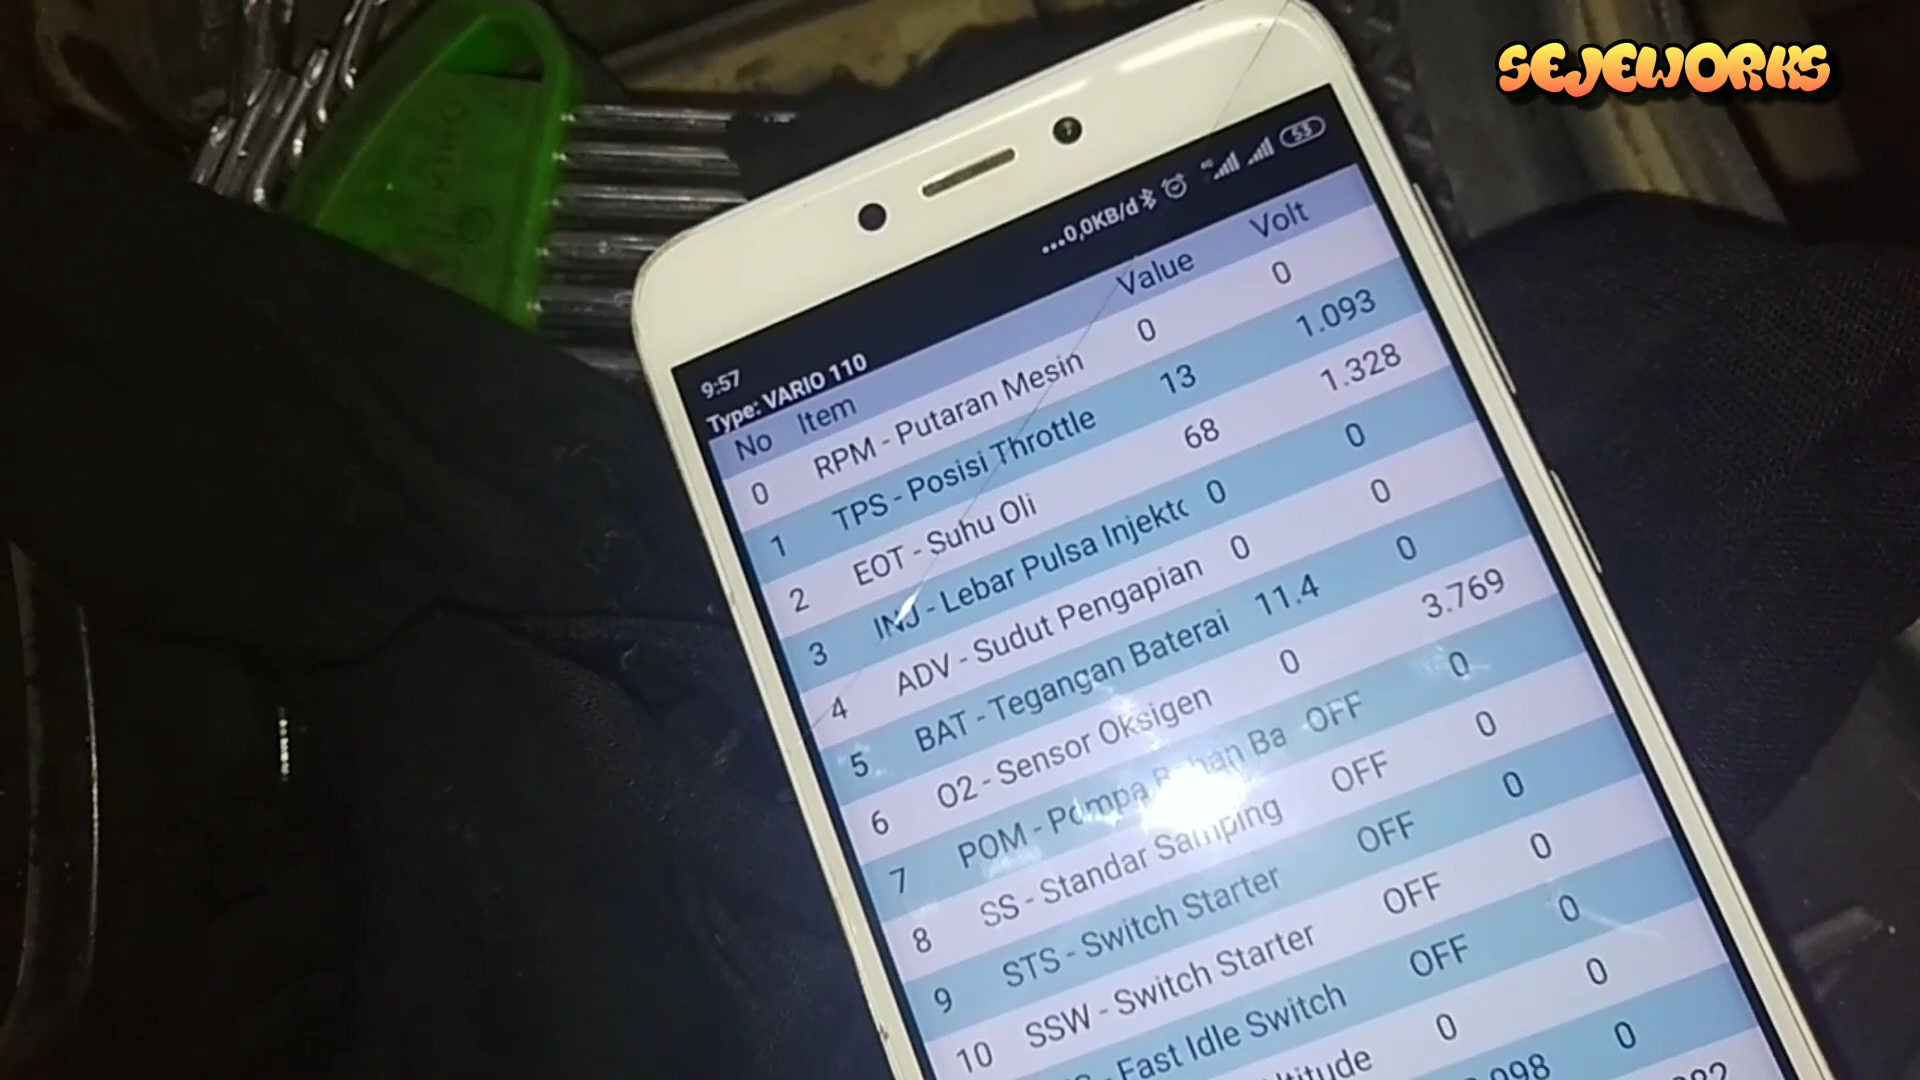 SEJEWORKS
...0,0KB/d 4G 53
9:57
Type: VARIO 110
No Item Value Volt
0 RPM - Putaran Mesin 0 0
1 TPS - Posisi Throttle 13 1.093
2 EOT - Suhu Oli 68 1.328
3 INJ - Lebar Pulsa Injekto 0 0
4 ADV - Sudut Pengapian 0 0
5 BAT - Tegangan Baterai 11.4 0
6 O2 - Sensor Oksigen 0 3.769
7 POM - Pompa Bahan Ba OFF 0
8 SS - Standar Samping OFF 0
9 STS - Switch Starter OFF 0
10 SSW - Switch Starter OFF 0
- Fast Idle Switch OFF 0
0 0